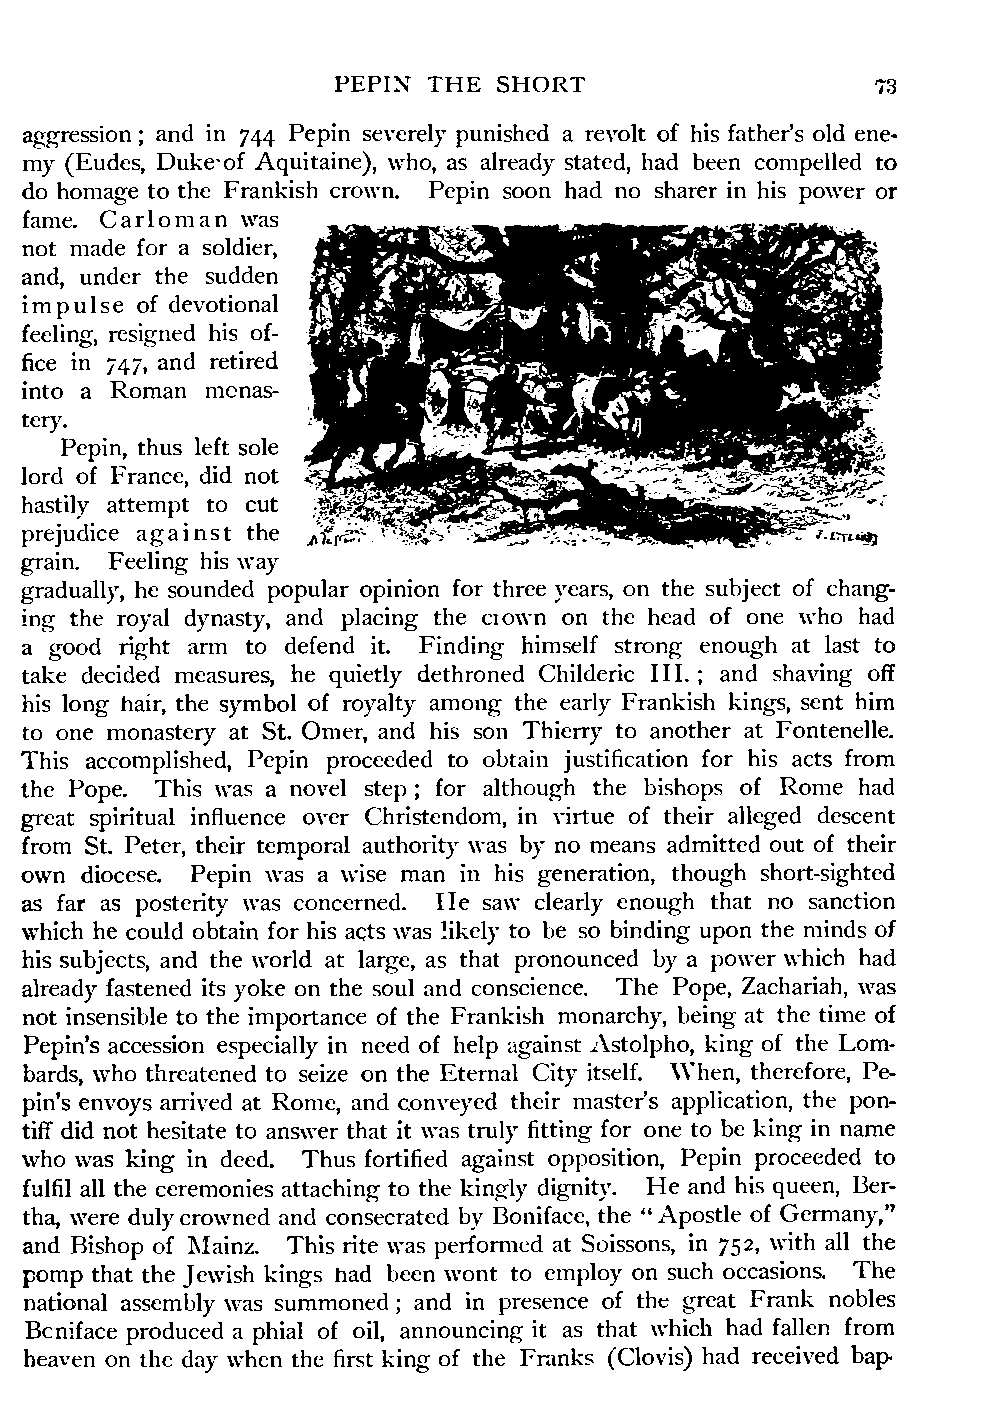 PEPIN THE SHORT 73
aggression; and in 744 Pepin severely punished a revolt of his father's old ene-
my (Eudes, Duke of Aquitaine), who, as already stated, had been compelled to
do homage to the Frankish crown. Pepin soon had no sharer in his power or
fame. Carloman was
not made for a soldier,
and, under the sudden
impulse of devotional
feeling, resigned his of-
fice in 747, and retired
into a Roman monas-
tery.
Pepin, thus left sole
lord of France, did not
hastily attempt to cut
prejudice against the
grain. Feeling his way
gradually, he sounded popular opinion for three years, on the subject of chang-
ing the royal dynasty, and placing the crown on the head of one who had
a good right arm to defend it. Finding himself strong enough at last to
take decided measures, he quietly dethroned Childeric III.; and shaving off
his long hair, the symbol of royalty among the early Frankish kings, sent him
to one monastery at St. Omer, and his son Thierry to another at Fontenelle.
This accomplished, Pepin proceeded to obtain justification for his acts from
the Pope. This was a novel step; for although the bishops of Rome had
great spiritual influence over Christendom, in virtue of their alleged descent
from St. Peter, their temporal authority was by no means admitted out of their
own diocese. Pepin was a wise man in his generation, though short-sighted
as far as posterity was concerned. He saw clearly enough that no sanction
which he could obtain for his acts was likely to be so binding upon the minds of
his subjects, and the world at large, as that pronounced by a power which had
already fastened its yoke on the soul and conscience. The Pope, Zachariah, was
not insensible to the importance of the Frankish monarchy, being at the time of
Pepin's accession especially in need of help against Astolpho, king of the Lom-
bards, who threatened to seize on the Eternal City itself. When, therefore, Pe-
pin's envoys arrived at Rome, and conveyed their master's application, the pon-
tiff did not hesitate to answer that it was truly fitting for one to be king in name
who was king in deed. Thus fortified against opposition, Pepin proceeded to
fulfil all the ceremonies attaching to the kingly dignity. He and his queen, Ber-
tha, were duly crowned and consecrated by Boniface, the "Apostle of Germany,"
and Bishop of Mainz. This rite was performed at Soissons, in 752, with all the
pomp that the Jewish kings had been wont to employ on such occasions. The
national assembly was summoned; and in presence of the great Frank nobles
Boniface produced a phial of oil, announcing it as that which had fallen from
heaven on the day when the first king of the Franks (Clovis) had received bap-